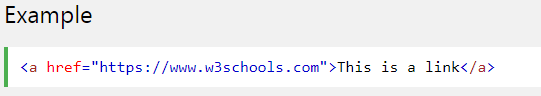 Example
<a href="https://www.w3schools.com">This is a link</a>